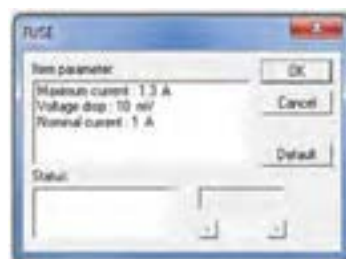 FUSE
Item parameter:
Maximum current : 1.3 A
Voltage drop : 10 mV
Nominal current : 1 A
OK
Cancel
Default
Status: